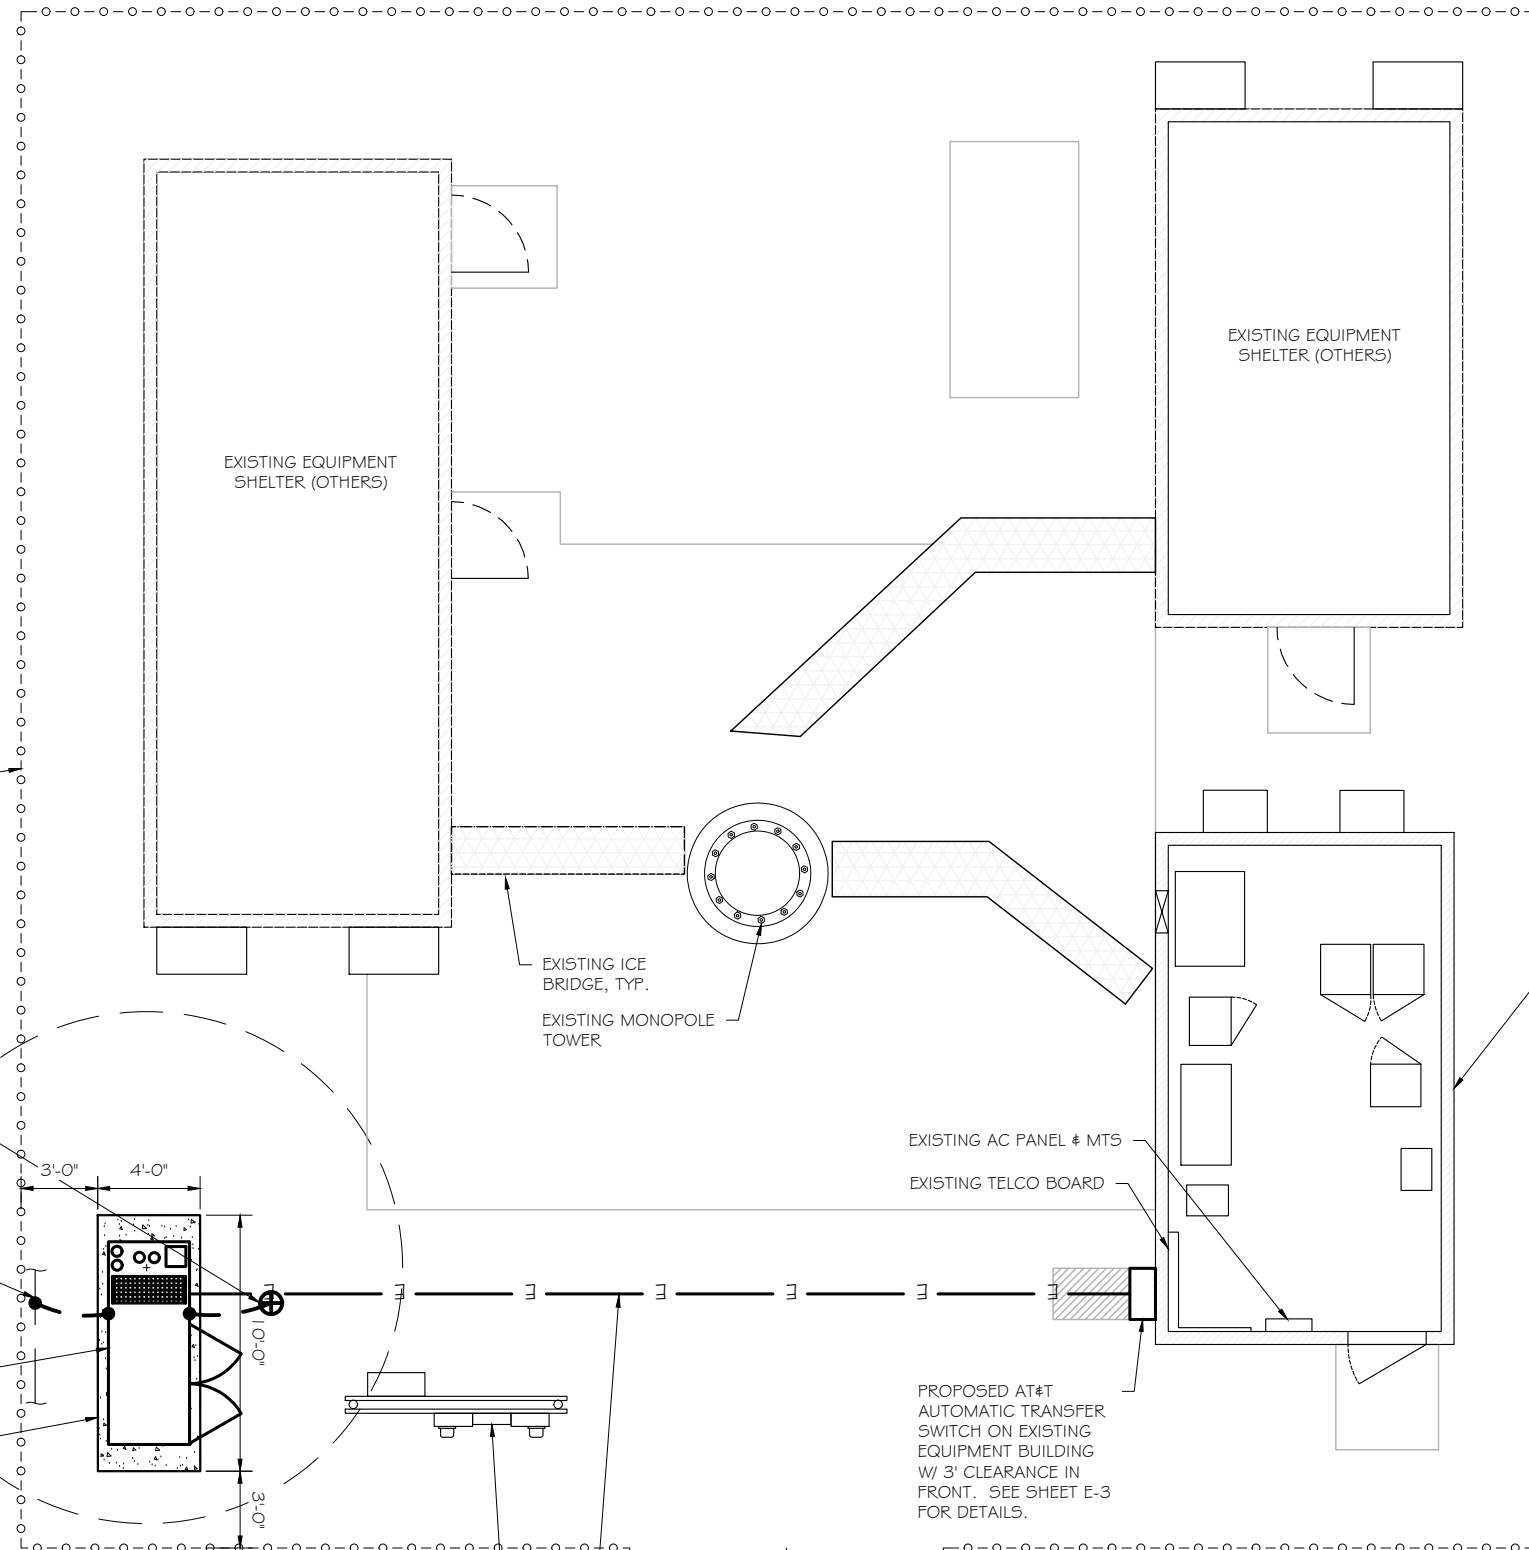 EXISTING EQUIPMENT
SHELTER (OTHERS)
EXISTING EQUIPMENT
SHELTER (OTHERS)
EXISTING ICE
BRIDGE, TYP.
EXISTING MONOPOLE
TOWER
EXISTING AC PANEL & MTS
EXISTING TELCO BOARD
3'-0"
4'-0"
10'-0"
3'-0"
PROPOSED AT&T
AUTOMATIC TRANSFER
SWITCH ON EXISTING
EQUIPMENT BUILDING
W/ 3' CLEARANCE IN
FRONT. SEE SHEET E-3
FOR DETAILS.